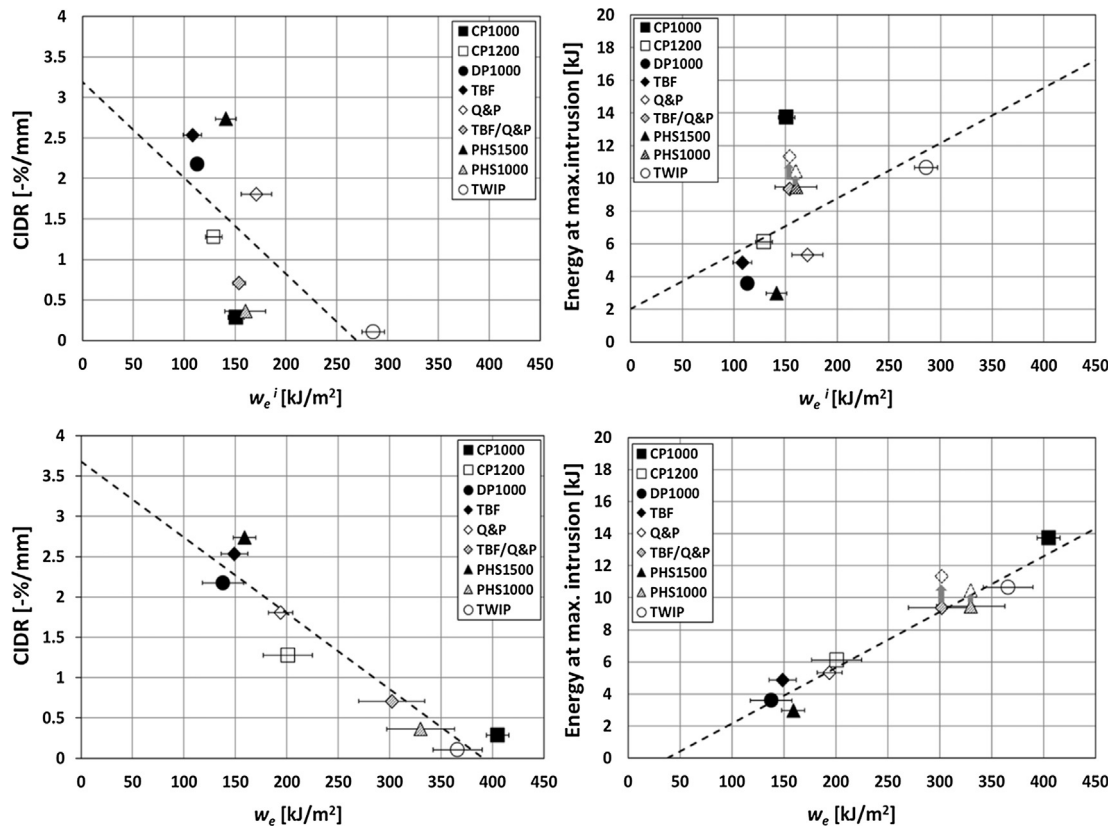 4
3.5
3
2.5
2
1.5
1
0.5
0
CIDR [-%/mm]
CP1000
CP1200
DP1000
TBF
Q&P
TBF/Q&P
PHS1500
PHS1000
TWIP
0 50 100 150 200 250 300 350 400 450
wₑⁱ [kJ/m²]
20
18
16
14
12
10
8
6
4
2
0
Energy at max.intrusion [kJ]
CP1000
CP1200
DP1000
TBF
Q&P
TBF/Q&P
PHS1500
PHS1000
TWIP
0 50 100 150 200 250 300 350 400 450
wₑⁱ [kJ/m²]
4
3.5
3
2.5
2
1.5
1
0.5
0
CIDR [-%/mm]
CP1000
CP1200
DP1000
TBF
Q&P
TBF/Q&P
PHS1500
PHS1000
TWIP
0 50 100 150 200 250 300 350 400 450
wₑ [kJ/m²]
20
18
16
14
12
10
8
6
4
2
0
Energy at max. intrusion [kJ]
CP1000
CP1200
DP1000
TBF
Q&P
TBF/Q&P
PHS1500
PHS1000
TWIP
0 50 100 150 200 250 300 350 400 450
wₑ [kJ/m²]